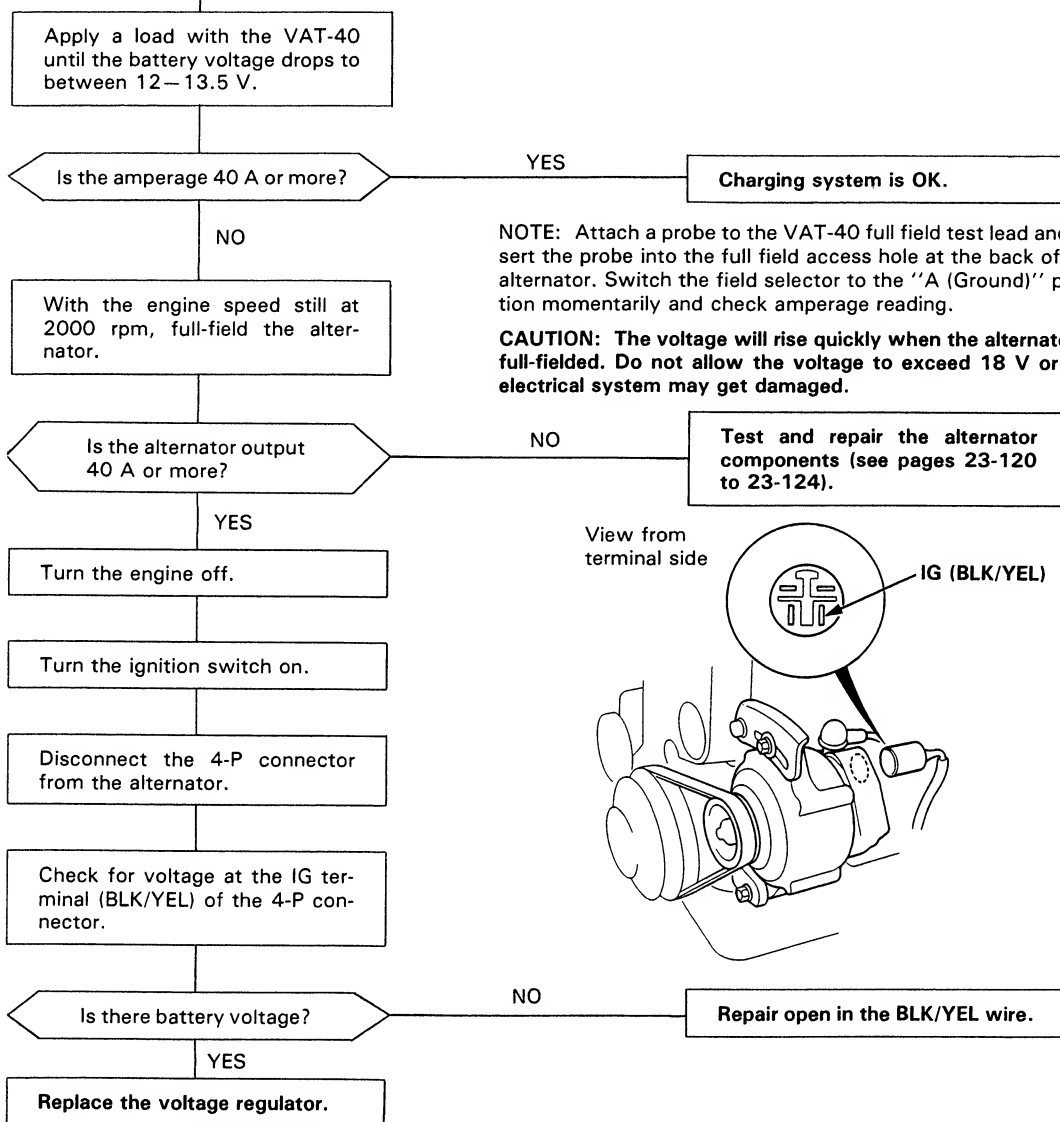 Apply a load with the VAT-40
until the battery voltage drops to
between 12—13.5 V.
Is the amperage 40 A or more?
YES
Charging system is OK.
NO
NOTE: Attach a probe to the VAT-40 full field test lead and
sert the probe into the full field access hole at the back of
alternator. Switch the field selector to the ''A (Ground)'' p
tion momentarily and check amperage reading.
CAUTION: The voltage will rise quickly when the alternato
full-fielded. Do not allow the voltage to exceed 18 V or
electrical system may get damaged.
With the engine speed still at
2000 rpm, full-field the alter-
nator.
Is the alternator output
40 A or more?
NO
Test and repair the alternator
components (see pages 23-120
to 23-124).
YES
View from
terminal side
IG (BLK/YEL)
Turn the engine off.
Turn the ignition switch on.
Disconnect the 4-P connector
from the alternator.
Check for voltage at the IG ter-
minal (BLK/YEL) of the 4-P con-
nector.
Is there battery voltage?
NO
Repair open in the BLK/YEL wire.
YES
Replace the voltage regulator.